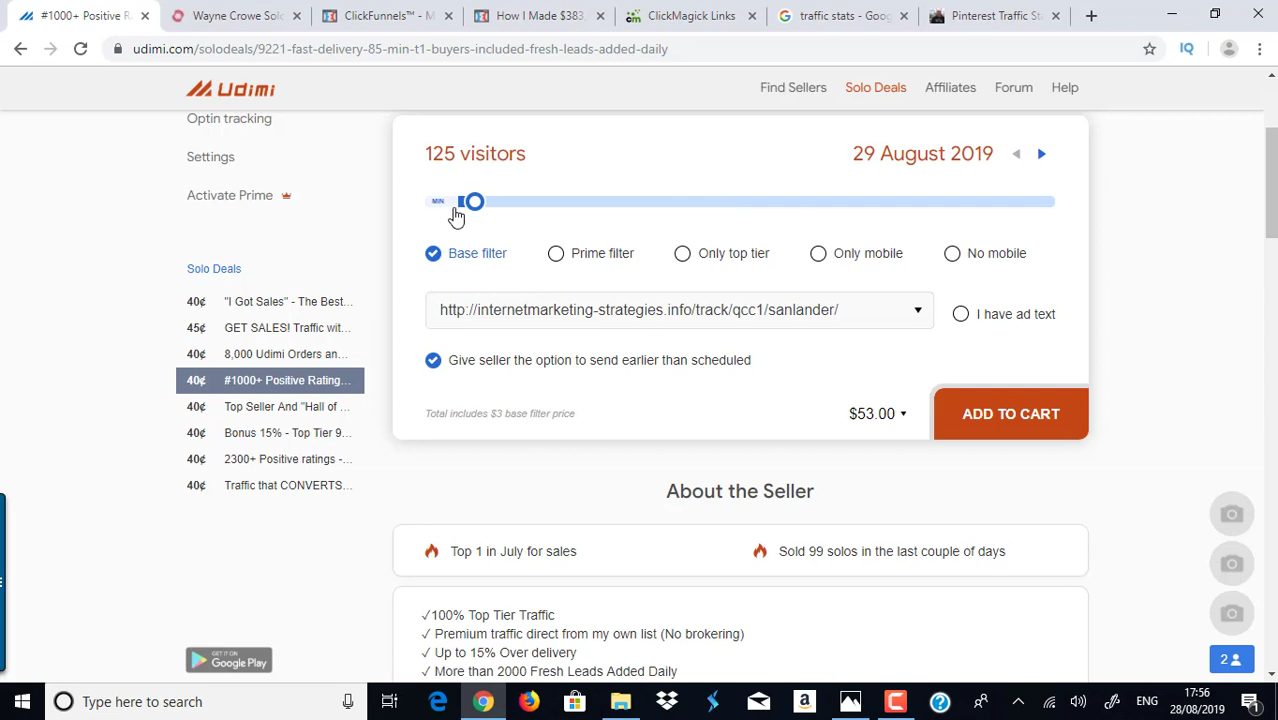 #1000+ Positive R
Wayne Crowe Sol
ClickFunnels™ - M
How I Made $383,
ClickMagick Links
traffic stats - Goog
Pinterest Traffic St
udimi.com/solodeals/9221-fast-delivery-85-min-t1-buyers-included-fresh-leads-added-daily
IQ
Udimi
Find Sellers
Solo Deals
Affiliates
Forum
Help
Optin tracking
Settings
Activate Prime
Solo Deals
40¢ "I Got Sales" - The Best...
45¢ GET SALES! Traffic wit...
40¢ 8,000 Udimi Orders an...
40¢ #1000+ Positive Rating...
40¢ Top Seller And "Hall of ...
40¢ Bonus 15% - Top Tier 9...
40¢ 2300+ Positive ratings -...
40¢ Traffic that CONVERTS...
GET IT ON
Google Play
125 visitors
29 August 2019
MIN
Base filter
Prime filter
Only top tier
Only mobile
No mobile
http://internetmarketing-strategies.info/track/qcc1/sanlander/
I have ad text
Give seller the option to send earlier than scheduled
Total includes $3 base filter price
$53.00
ADD TO CART
About the Seller
Top 1 in July for sales
Sold 99 solos in the last couple of days
✓100% Top Tier Traffic
✓ Premium traffic direct from my own list (No brokering)
✓ Up to 15% Over delivery
✓ More than 2000 Fresh Leads Added Daily
2
Type here to search
ENG
17:56
28/08/2019
1